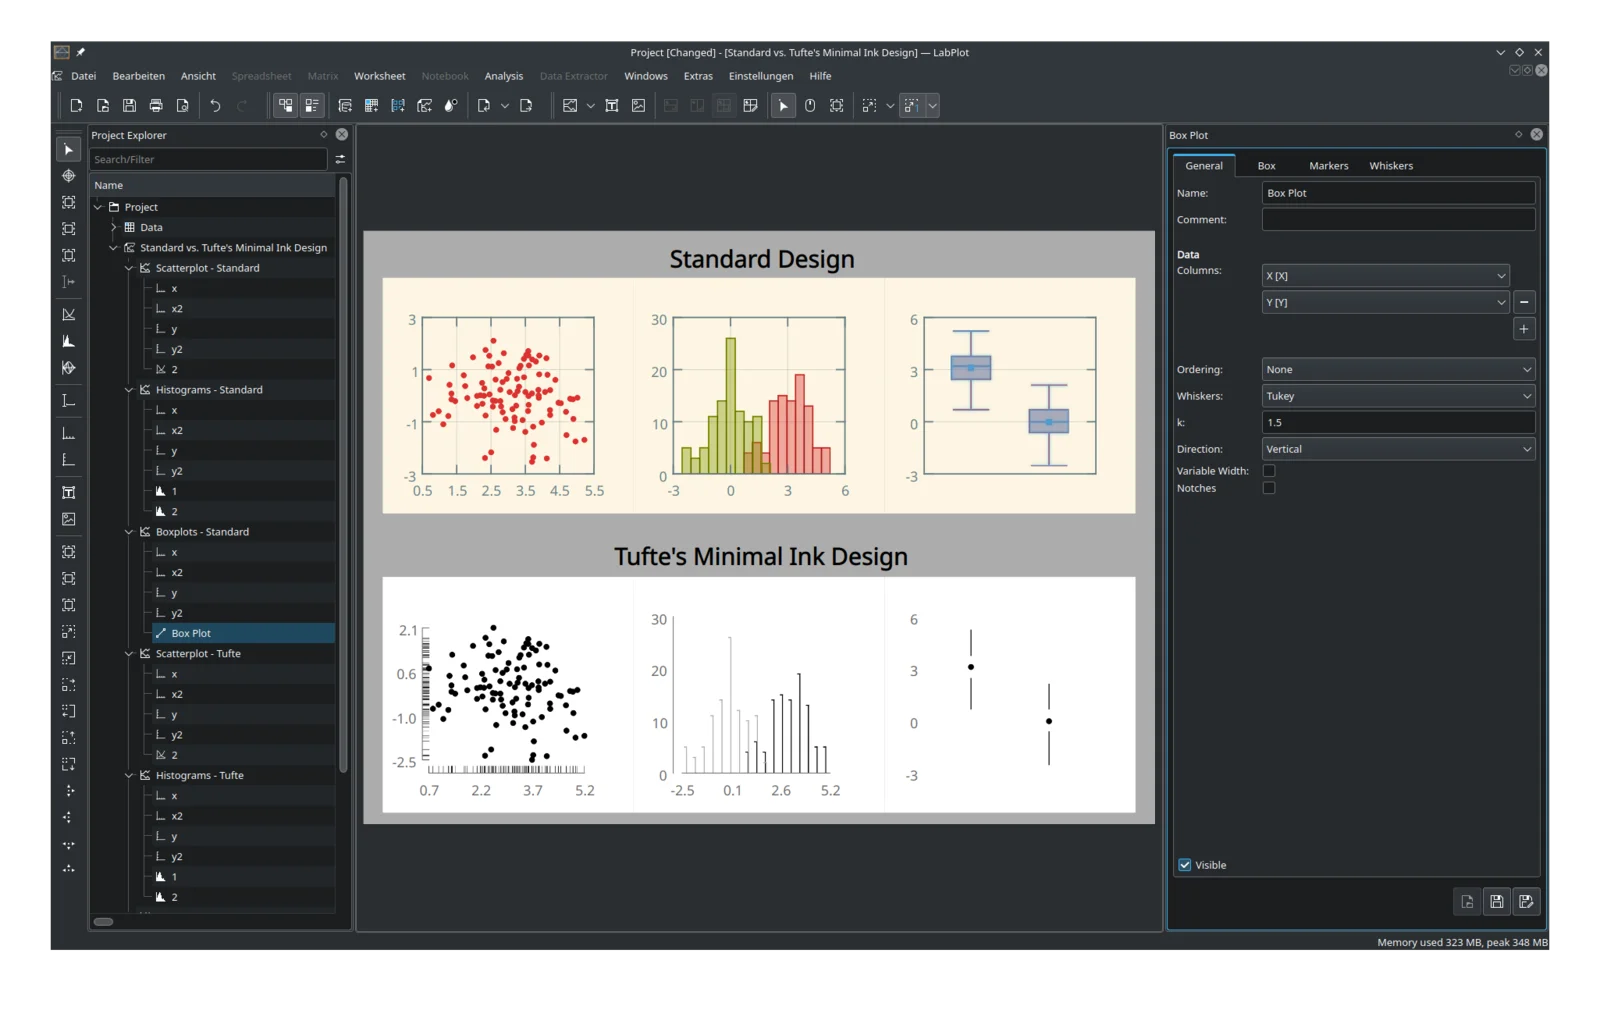 Project [Changed] - [Standard vs. Tufte's Minimal Ink Design] — LabPlot
Datei Bearbeiten Ansicht Spreadsheet Matrix Worksheet Notebook Analysis Data Extractor Windows Extras Einstellungen Hilfe
Project Explorer
Search/Filter
Name
Project
Data
Standard vs. Tufte's Minimal Ink Design
Scatterplot - Standard
x
x2
y
y2
2
Histograms - Standard
x
x2
y
y2
1
2
Boxplots - Standard
x
x2
y
y2
Box Plot
Scatterplot - Tufte
x
x2
y
y2
2
Histograms - Tufte
x
x2
y
y2
1
2
Standard Design
3
1
-1
-3
0.5 1.5 2.5 3.5 4.5 5.5
30
20
10
0
-3 0 3 6
6
3
0
-3
Tufte's Minimal Ink Design
2.1
0.6
-1.0
-2.5
0.7 2.2 3.7 5.2
30
20
10
0
-2.5 0.1 2.6 5.2
6
3
0
-3
Box Plot
General Box Markers Whiskers
Name: Box Plot
Comment:
Data
Columns: X [X]
Y [Y]
Ordering: None
Whiskers: Tukey
k: 1.5
Direction: Vertical
Variable Width:
Notches
Visible
Memory used 323 MB, peak 348 MB